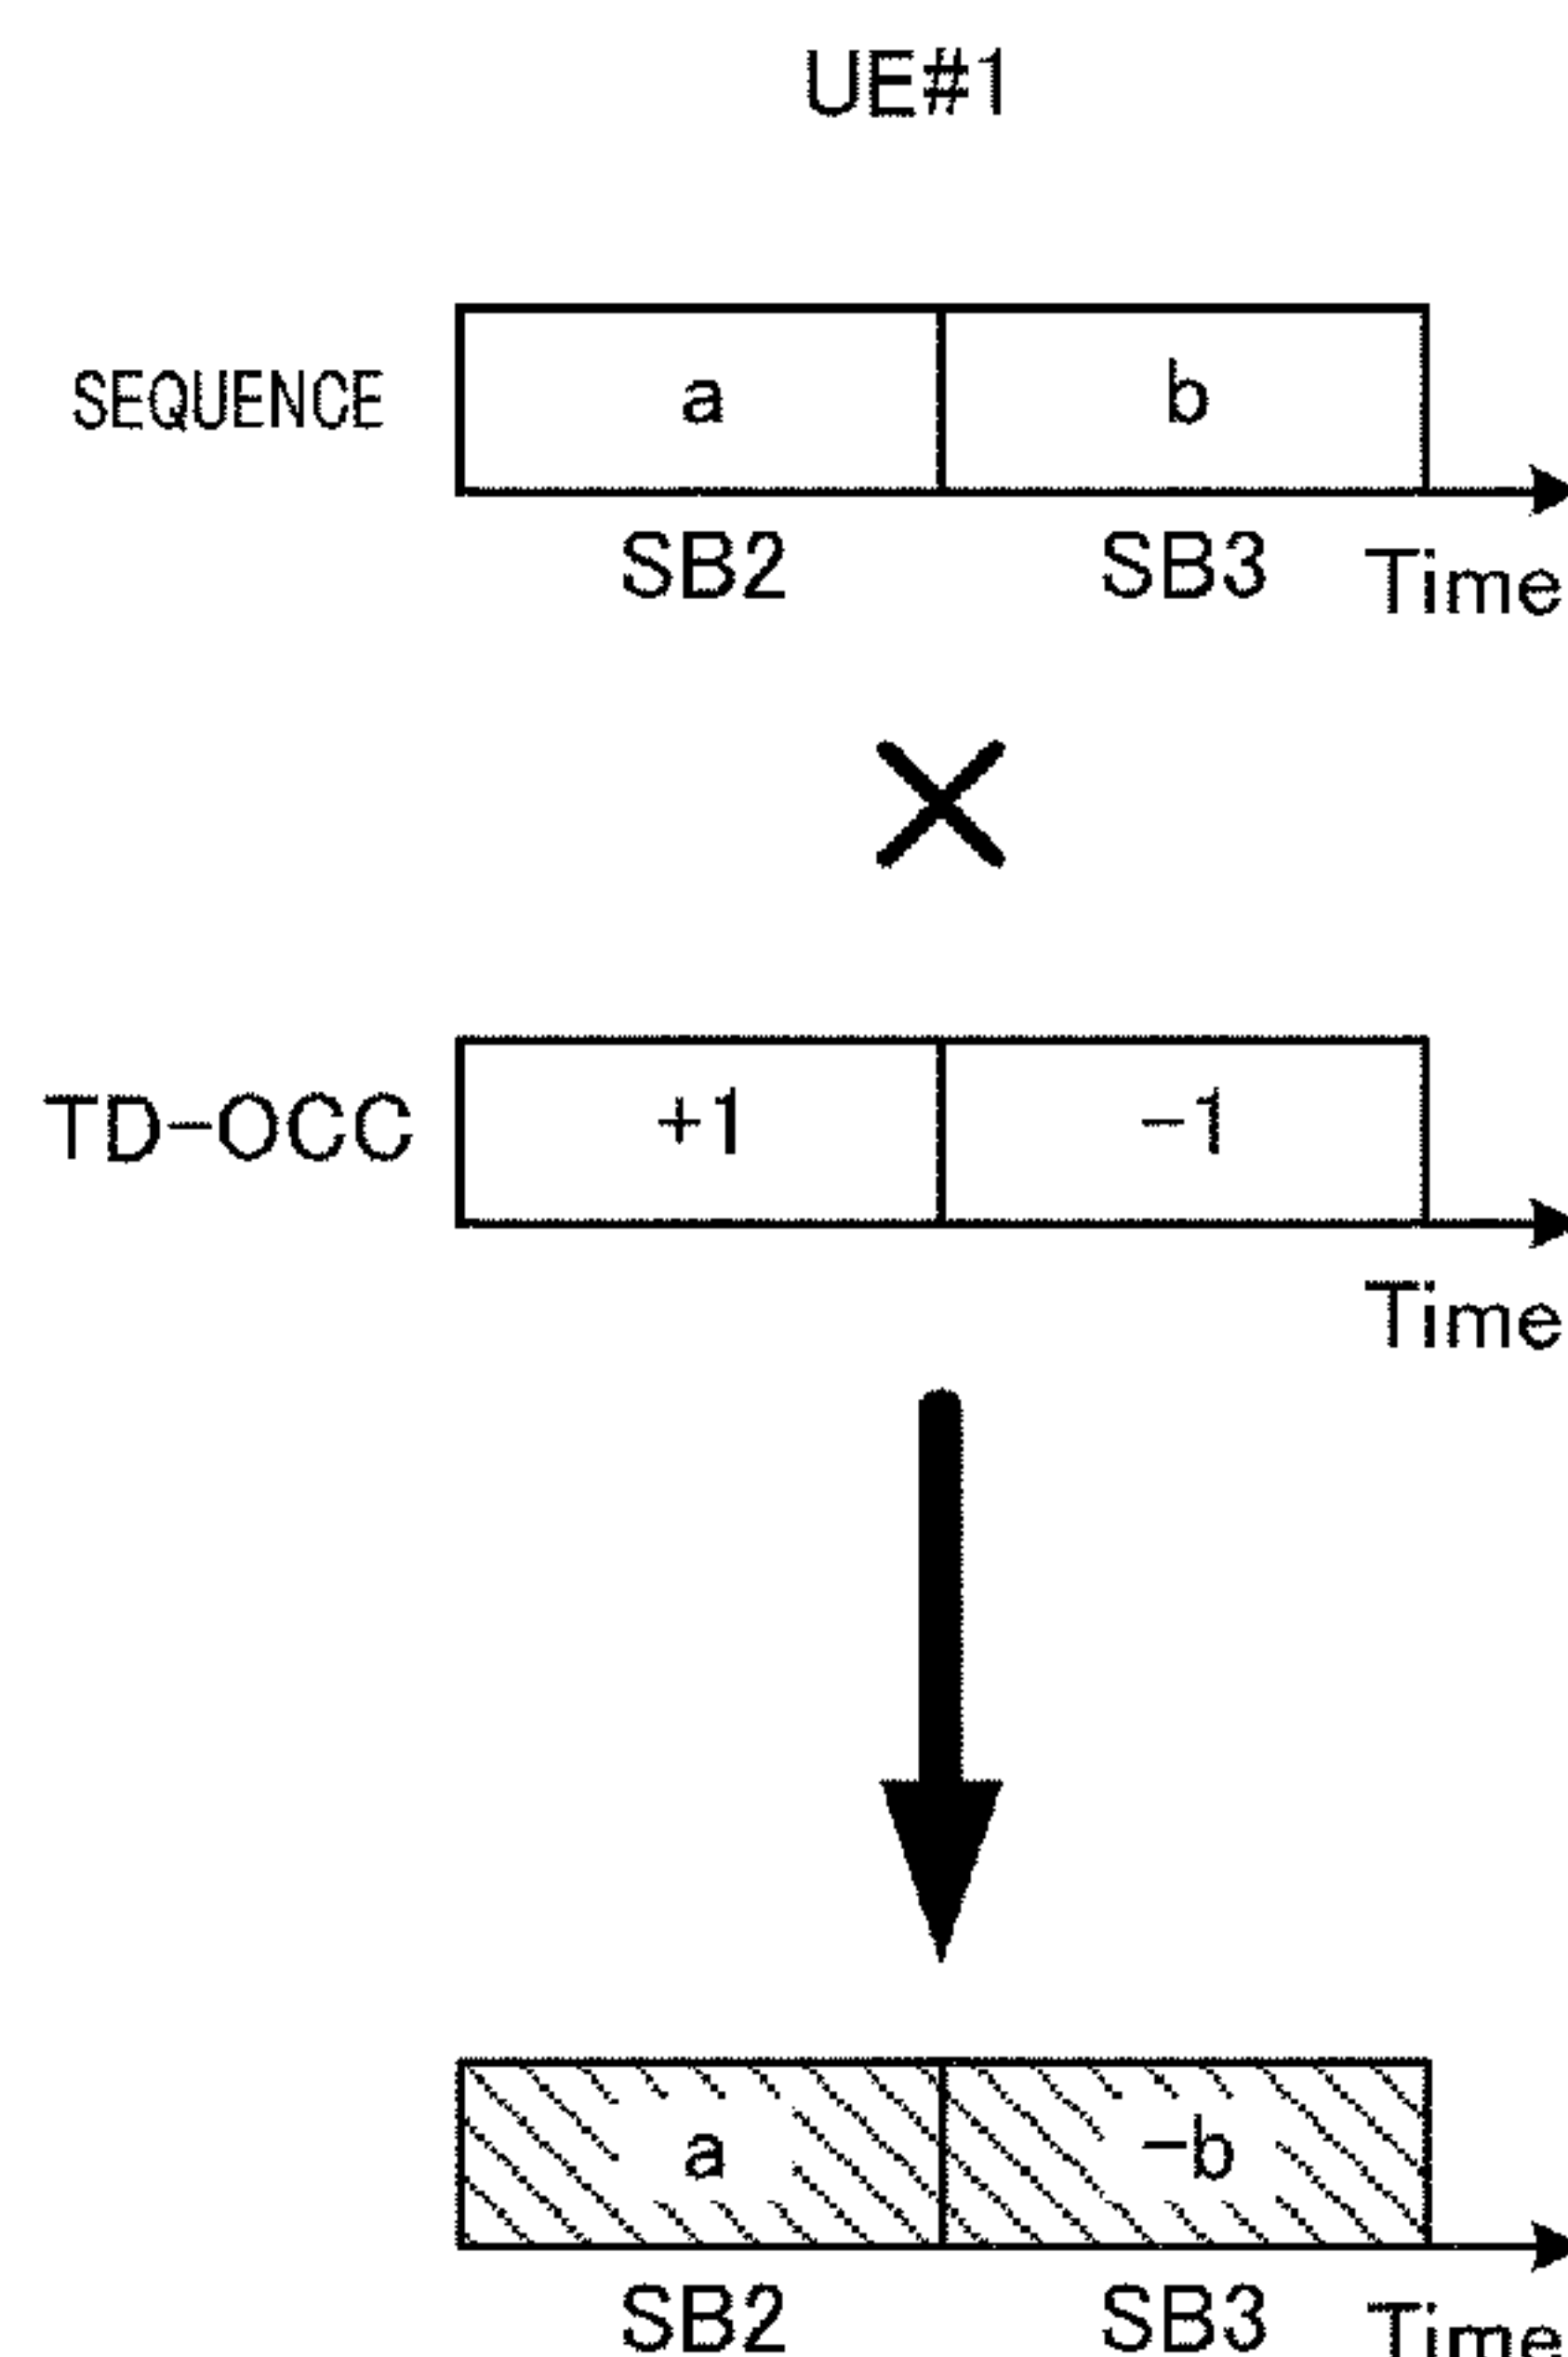 UE#1
SEQUENCE a b
SB2 SB3 Time
×
TD-OCC +1 -1
Time
a -b
SB2 SB3 Time